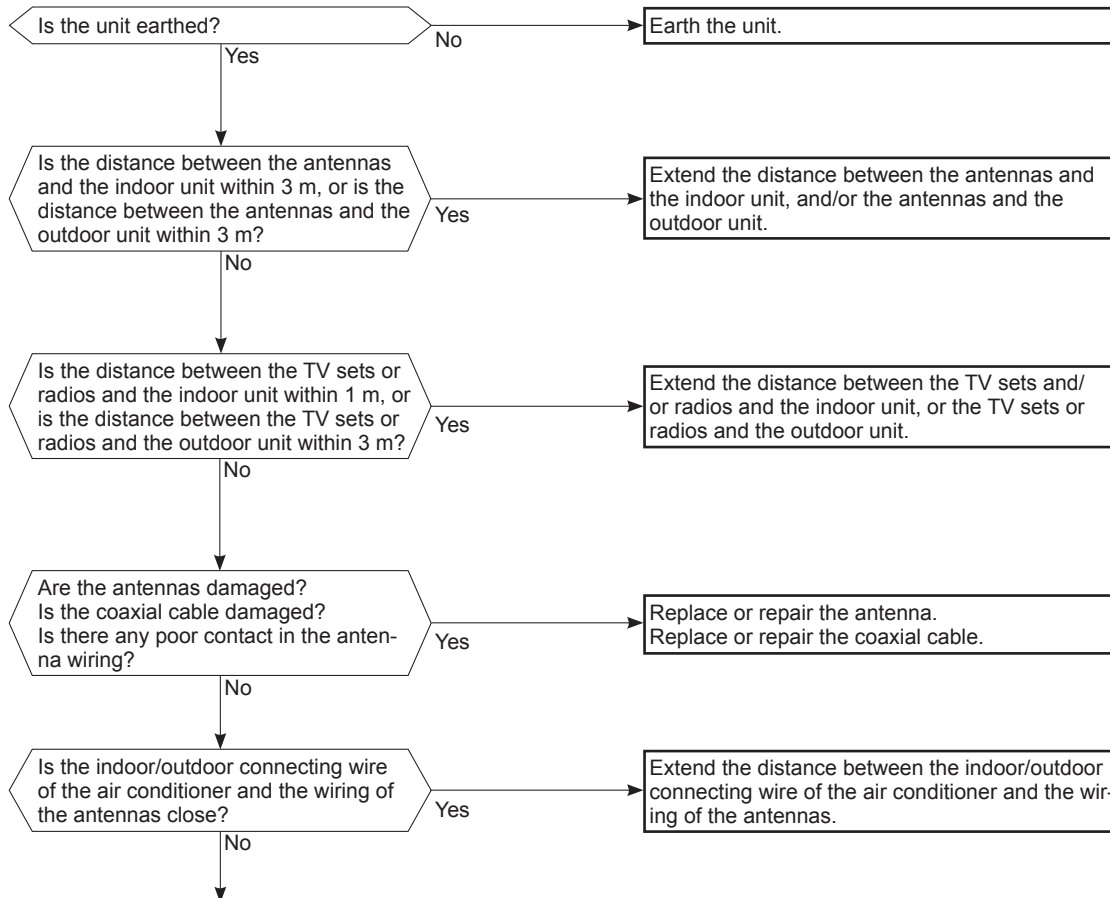 Is the unit earthed?
No
Earth the unit.
Yes
Is the distance between the antennas
and the indoor unit within 3 m, or is the
distance between the antennas and the
outdoor unit within 3 m?
Yes
Extend the distance between the antennas and
the indoor unit, and/or the antennas and the
outdoor unit.
No
Is the distance between the TV sets or
radios and the indoor unit within 1 m, or
is the distance between the TV sets or
radios and the outdoor unit within 3 m?
Yes
Extend the distance between the TV sets and/
or radios and the indoor unit, or the TV sets or
radios and the outdoor unit.
No
Are the antennas damaged?
Is the coaxial cable damaged?
Is there any poor contact in the anten-
na wiring?
Yes
Replace or repair the antenna.
Replace or repair the coaxial cable.
No
Is the indoor/outdoor connecting wire
of the air conditioner and the wiring of
the antennas close?
Yes
Extend the distance between the indoor/outdoor
connecting wire of the air conditioner and the wir-
ing of the antennas.
No